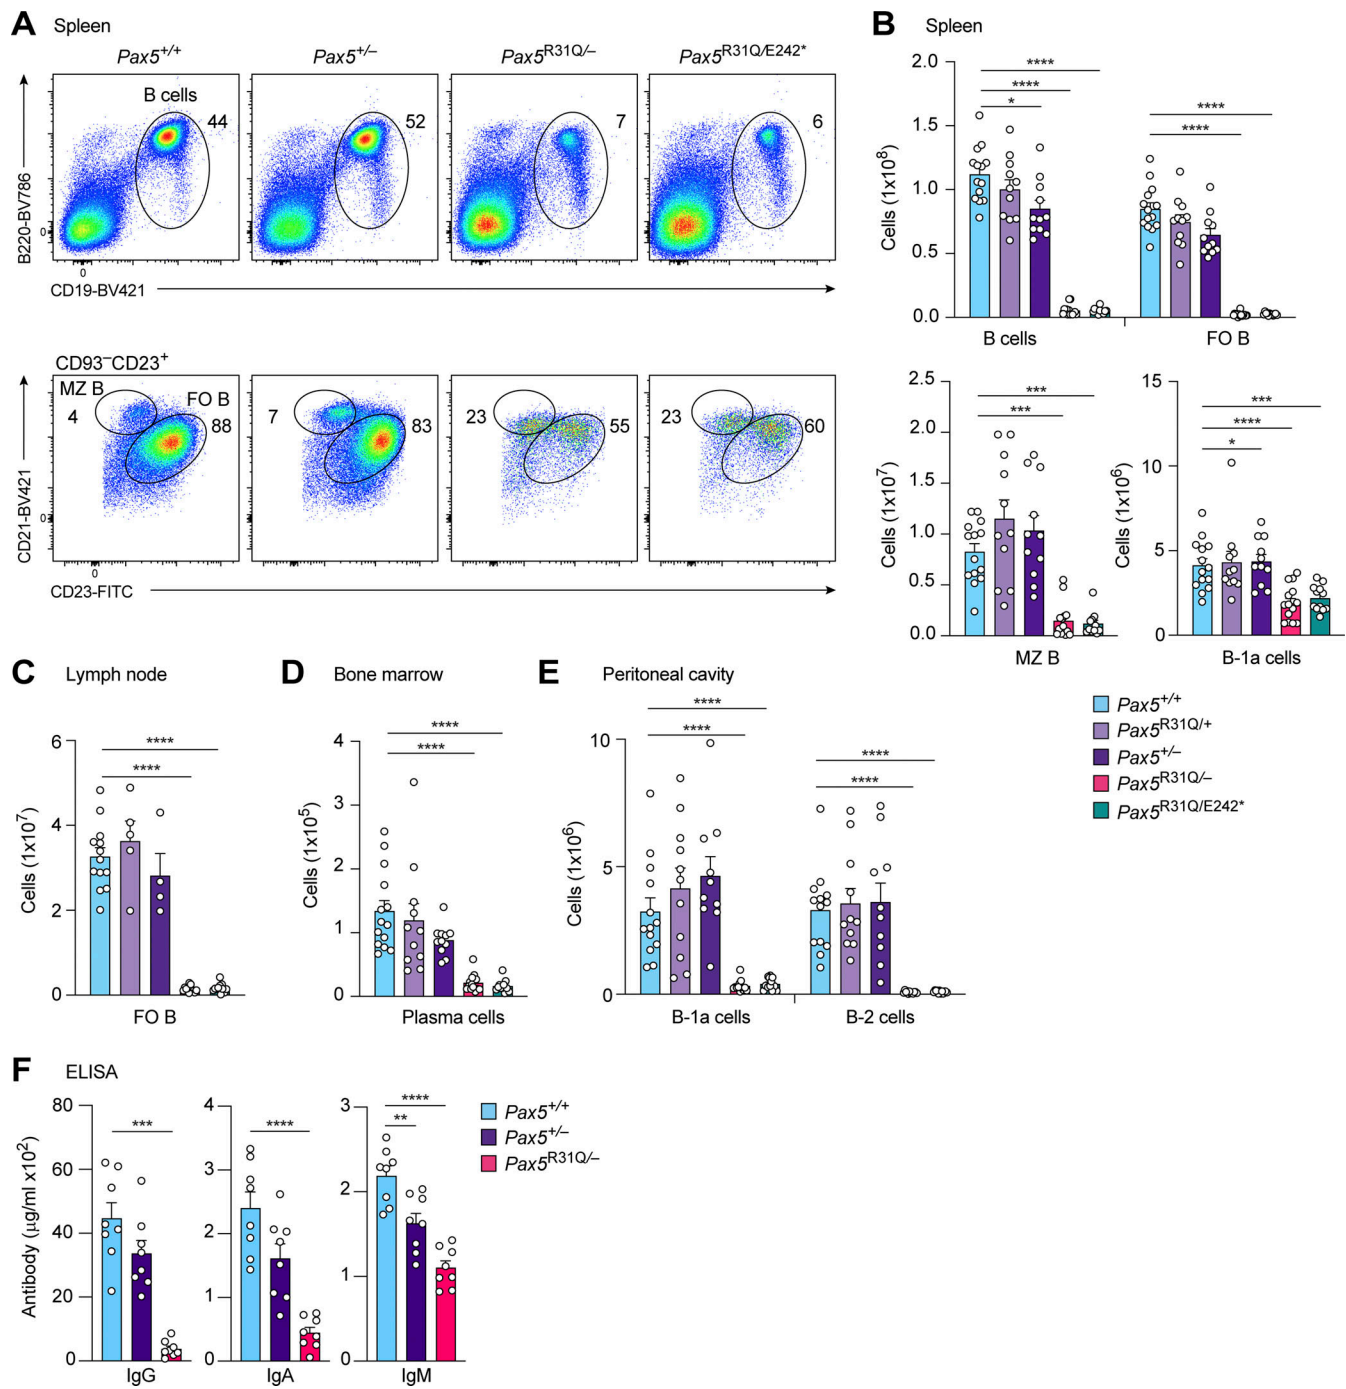 A Spleen
Pax5+/+ Pax5+/– Pax5R31Q/– Pax5R31Q/E242*
B cells
44 52 7 6
B220-BV786
0
0
CD19-BV421
CD93–CD23+
MZ B FO B
4 88 7 83 23 55 23 60
CD21-BV421
0
0
CD23-FITC
B Spleen
Cells (1x10⁸)
2.0
1.5
1.0
0.5
0.0
****
****
*
****
****
B cells FO B
Cells (1x10⁷)
2.5
2.0
1.5
1.0
0.5
0.0
***
***
MZ B
Cells (1x10⁶)
15
10
5
0
***
****
*
B-1a cells
C Lymph node
Cells (1x10⁷)
6
4
2
0
****
****
FO B
D Bone marrow
Cells (1x10⁵)
4
3
2
1
0
****
****
Plasma cells
E Peritoneal cavity
Cells (1x10⁶)
10
5
0
****
****
****
****
B-1a cells B-2 cells
Pax5+/+
Pax5R31Q/+
Pax5+/–
Pax5R31Q/–
Pax5R31Q/E242*
F ELISA
Antibody (µg/ml x10²)
80
60
40
20
0
***
IgG
4
3
2
1
0
****
IgA
3
2
1
0
****
**
IgM
Pax5+/+
Pax5+/–
Pax5R31Q/–